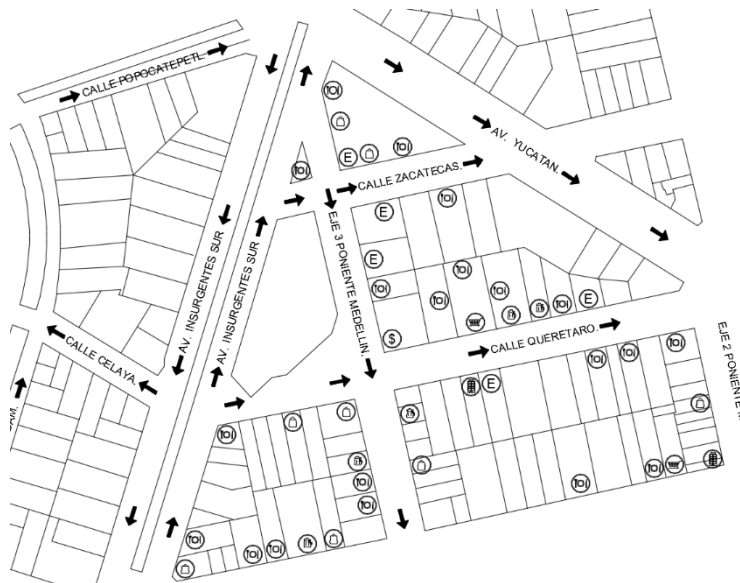 CALLE POPOCATEPETL
AV. YUCATAN.
E
CALLE ZACATECAS.
E
EJE 3 PONIENTE MEDELLIN.
AV. INSURGENTES SUR
AV. INSURGENTES SUR
E
E
$
CALLE QUERETARO.
CALLE CELAYA.
EJE 2 PONIENTE
E